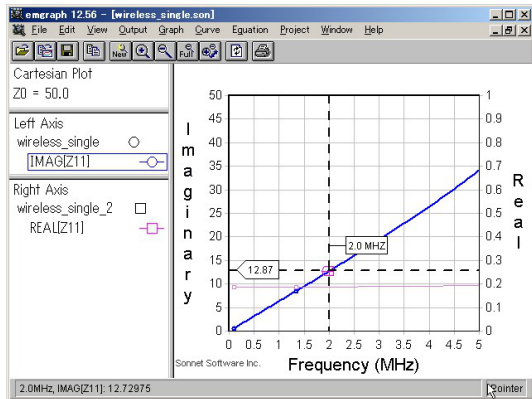 emgraph 12.56 - [wireless_single.son]
File Edit View Output Graph Curve Equation Project Window Help
New Full
Cartesian Plot
Z0 = 50.0
Left Axis
wireless_single
IMAG[Z11]
Right Axis
wireless_single_2
REAL[Z11]
Imaginary
50
45
40
35
30
25
20
15
10
5
0
1
0.9
0.8
0.7
0.6
0.5
0.4
0.3
0.2
0.1
0
Real
2.0 MHZ
12.87
0 0.5 1 1.5 2 2.5 3 3.5 4 4.5 5
Sonnet Software Inc.
Frequency (MHz)
2.0MHz, IMAG[Z11]: 12.72975
Pointer